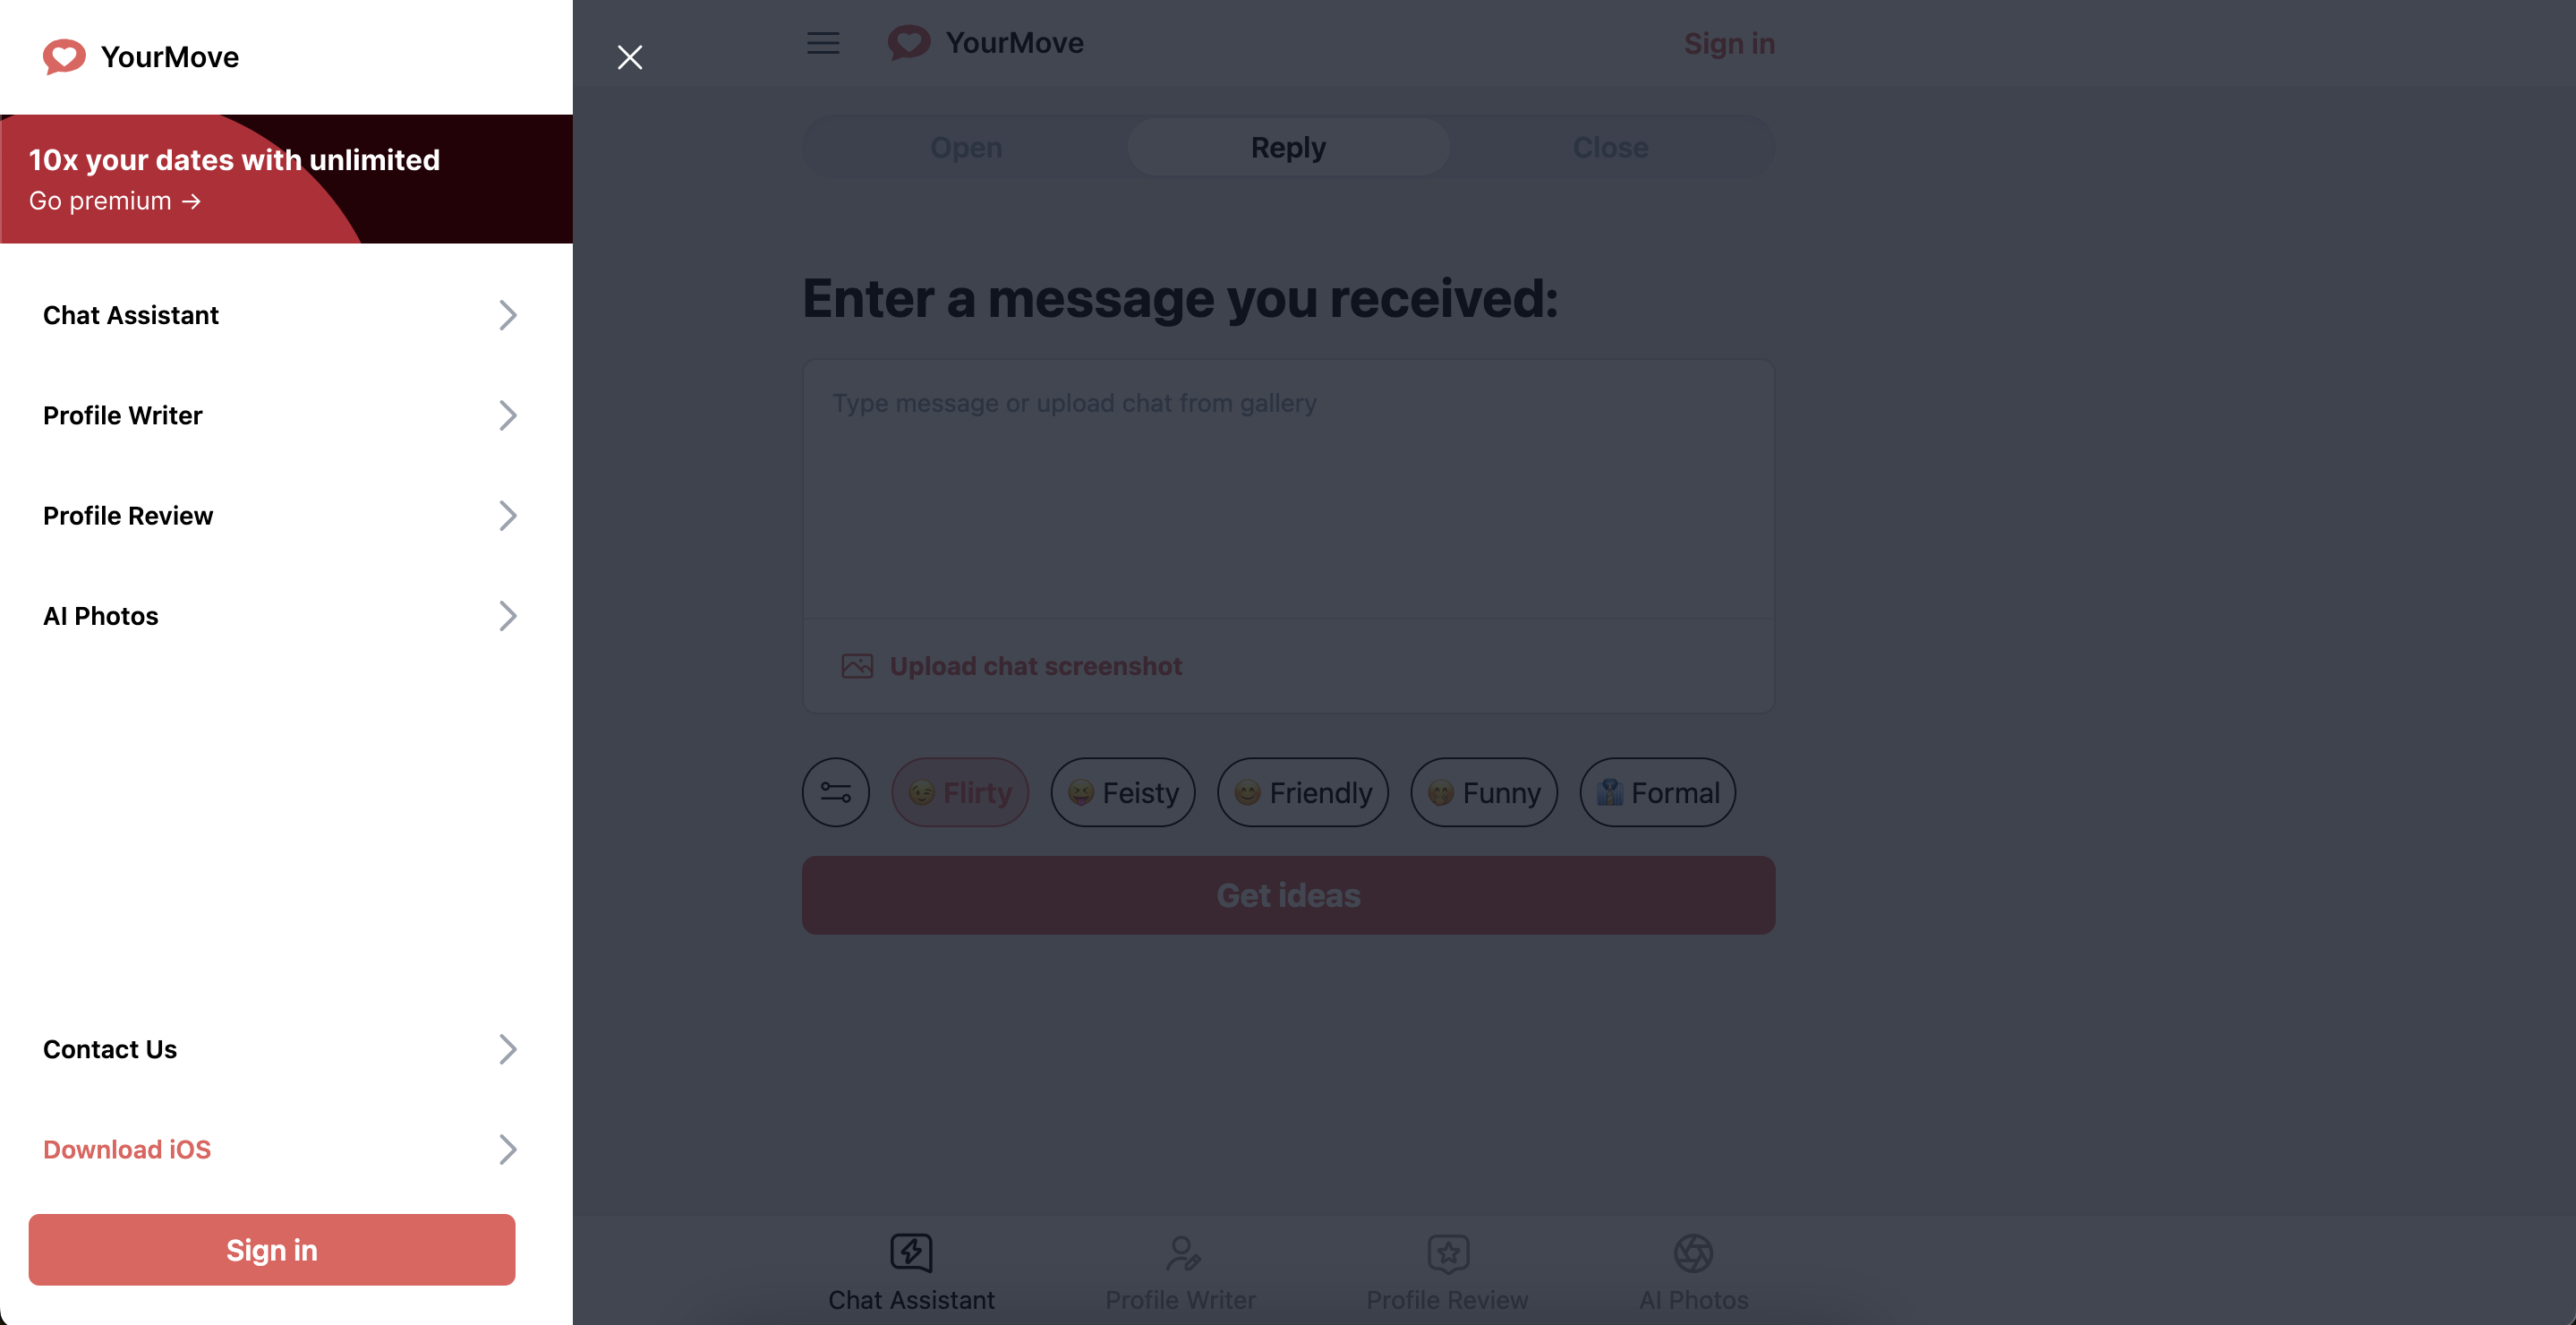 YourMove
10x your dates with unlimited
Go premium →
Chat Assistant
Profile Writer
Profile Review
AI Photos
Contact Us
Download iOS
Sign in
YourMove
Sign in
Open
Reply
Close
Enter a message you received:
Type message or upload chat from gallery
Upload chat screenshot
😉 Flirty
😝 Feisty
😊 Friendly
🤭 Funny
👔 Formal
Get ideas
Chat Assistant
Profile Writer
Profile Review
AI Photos